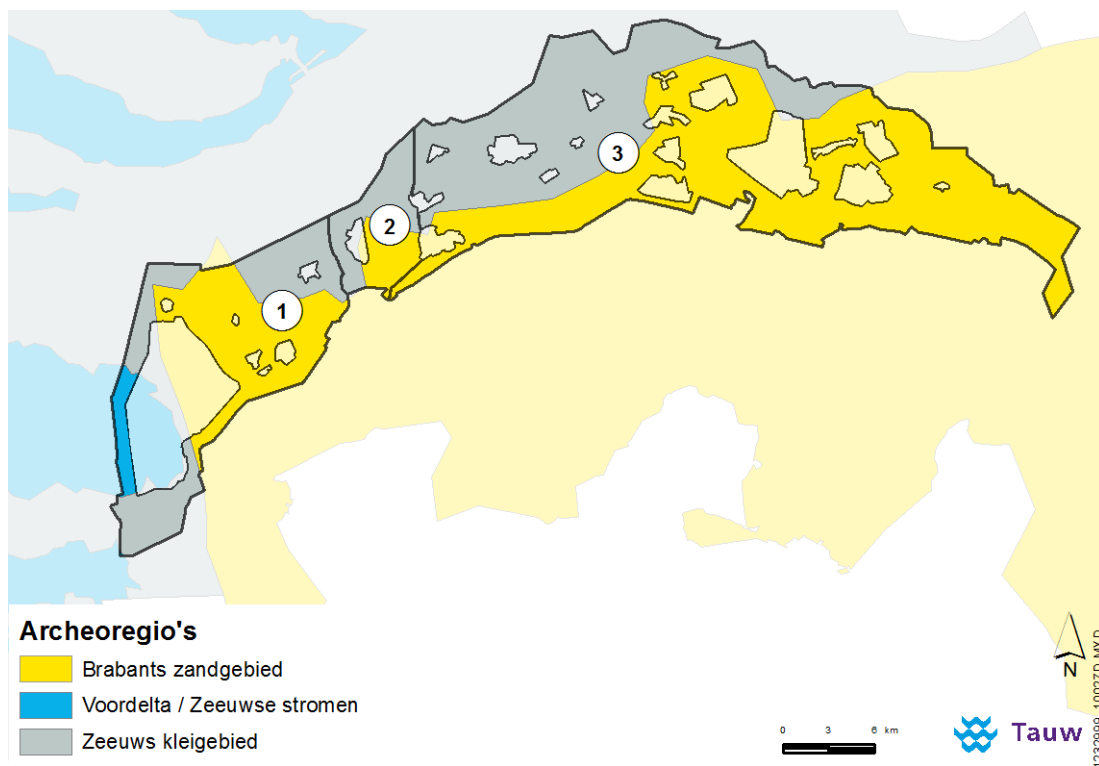 3
2
1
Archeoregio's
Brabants zandgebied
Voordelta / Zeeuwse stromen
Zeeuws kleigebied
0 3 6 km
N
Tauw